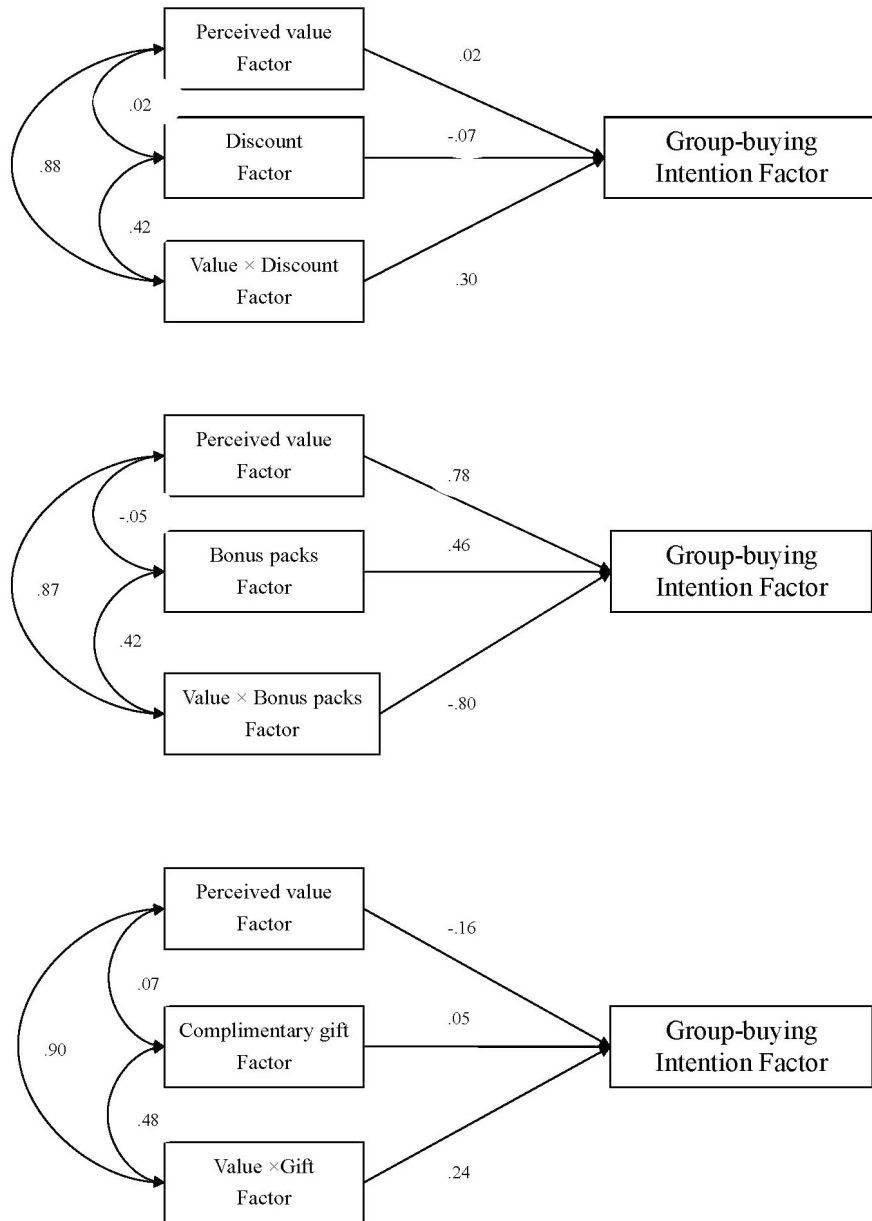 Perceived value
Factor
.02
.02
Discount
Factor
-.07
Group-buying
Intention Factor
.88
.42
Value × Discount
Factor
.30
Perceived value
Factor
.78
-.05
Bonus packs
Factor
.46
Group-buying
Intention Factor
.87
.42
Value × Bonus packs
Factor
-.80
Perceived value
Factor
-.16
.07
Complimentary gift
Factor
.05
Group-buying
Intention Factor
.90
.48
Value ×Gift
Factor
.24